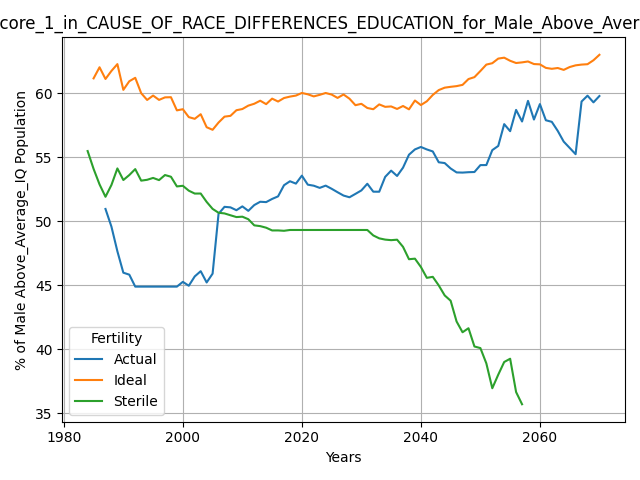 core_1_in_CAUSE_OF_RACE_DIFFERENCES_EDUCATION_for_Male_Above_Aver
% of Male Above_Average_IQ Population
60
55
50
45
40
35
Fertility
Actual
Ideal
Sterile
1980
2000
2020
2040
2060
Years